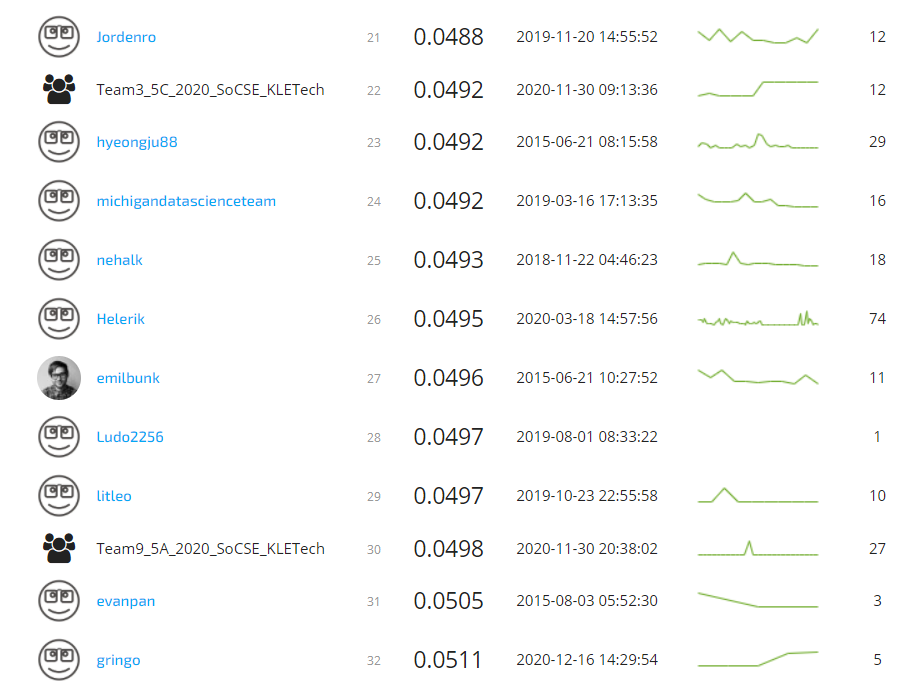 Jordenro 21 0.0488 2019-11-20 14:55:52 12
Team3_5C_2020_SoCSE_KLETech 22 0.0492 2020-11-30 09:13:36 12
hyeongju88 23 0.0492 2015-06-21 08:15:58 29
michigandatascienceteam 24 0.0492 2019-03-16 17:13:35 16
nehalk 25 0.0493 2018-11-22 04:46:23 18
Helerik 26 0.0495 2020-03-18 14:57:56 74
emilbunk 27 0.0496 2015-06-21 10:27:52 11
Ludo2256 28 0.0497 2019-08-01 08:33:22 1
litleo 29 0.0497 2019-10-23 22:55:58 10
Team9_5A_2020_SoCSE_KLETech 30 0.0498 2020-11-30 20:38:02 27
evanpan 31 0.0505 2015-08-03 05:52:30 3
gringo 32 0.0511 2020-12-16 14:29:54 5